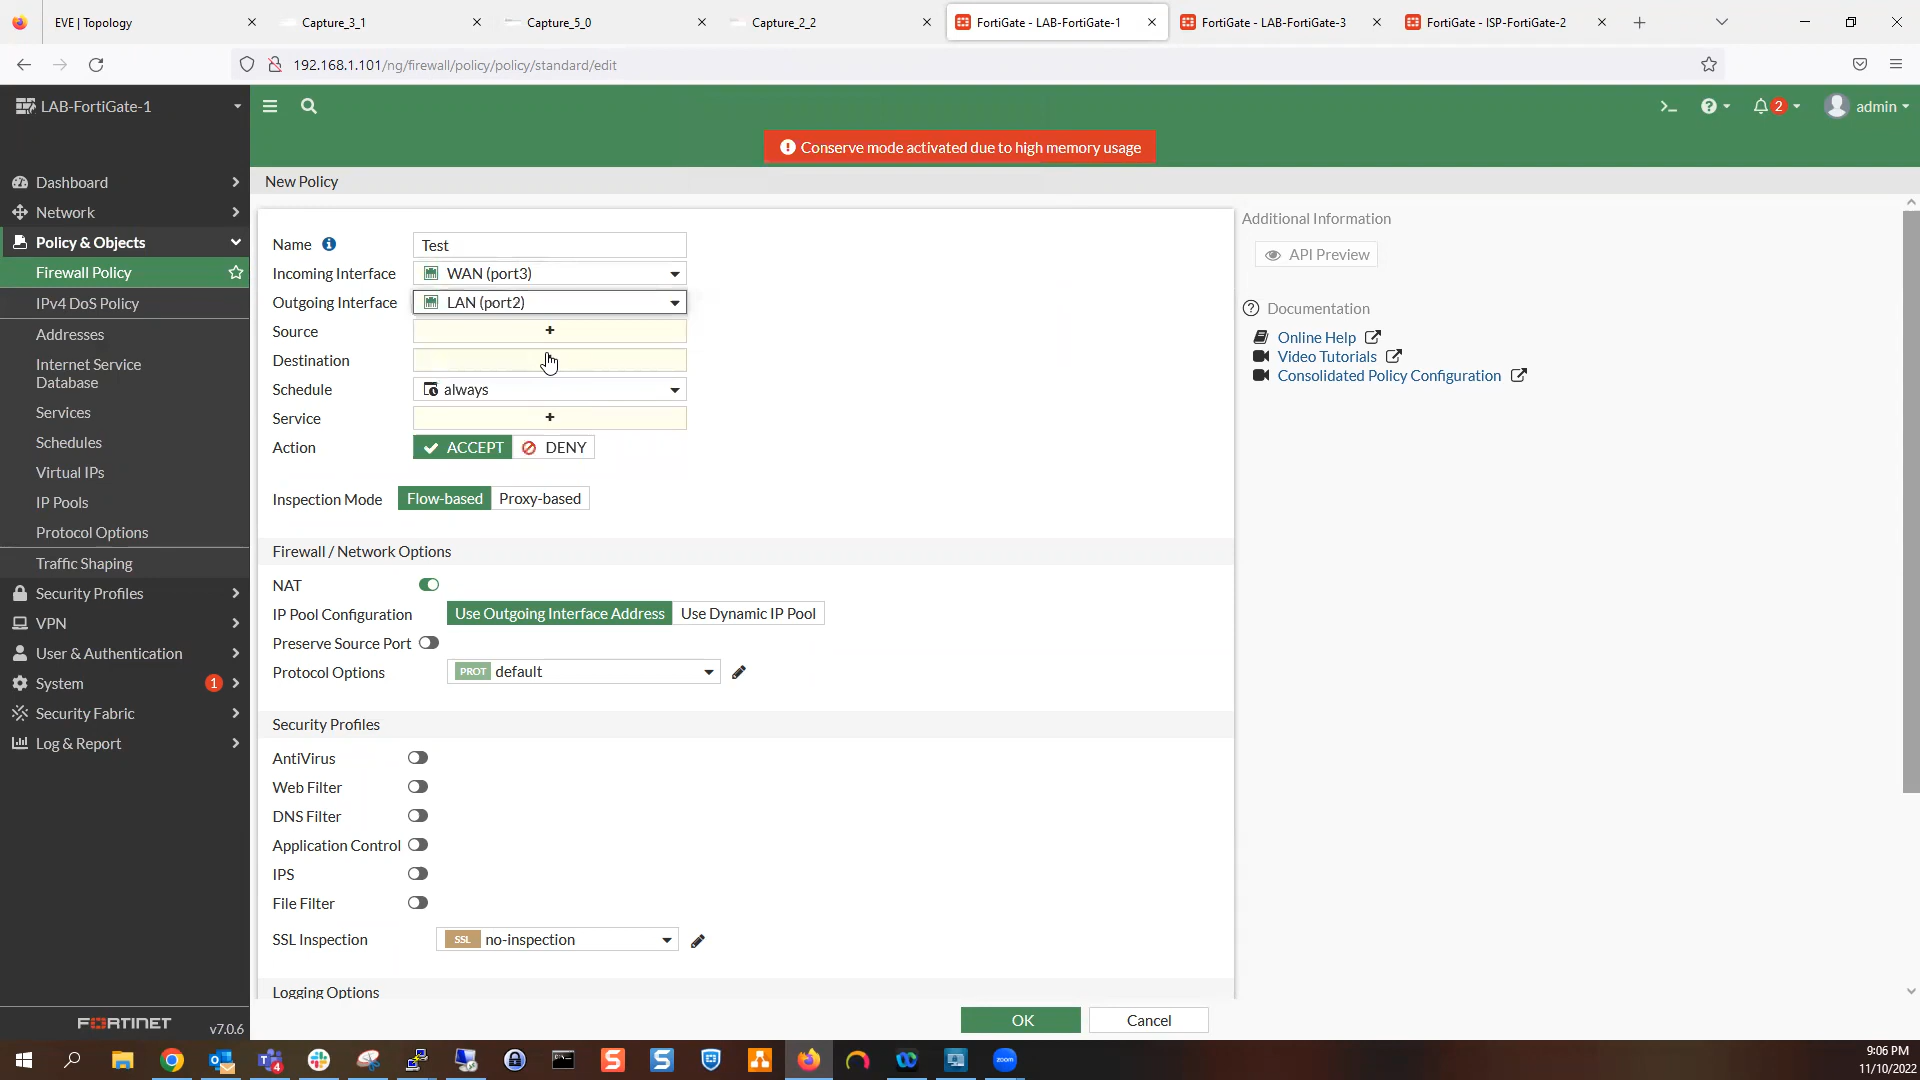 EVE | Topology
Capture_3_1
Capture_5_0
Capture_2_2
FortiGate - LAB-FortiGate-1
FortiGate - LAB-FortiGate-3
FortiGate - ISP-FortiGate-2
192.168.1.101/ng/firewall/policy/policy/standard/edit
LAB-FortiGate-1
2
admin
Conserve mode activated due to high memory usage
Dashboard
Network
Policy & Objects
Firewall Policy
IPv4 DoS Policy
Addresses
Internet Service
Database
Services
Schedules
Virtual IPs
IP Pools
Protocol Options
Traffic Shaping
Security Profiles
VPN
User & Authentication
System 1
Security Fabric
Log & Report
FORTINET v7.0.6
New Policy
Name Test
Incoming Interface WAN (port3)
Outgoing Interface LAN (port2)
Source +
Destination
Schedule always
Service +
Action ACCEPT DENY
Inspection Mode Flow-based Proxy-based
Firewall / Network Options
NAT
IP Pool Configuration Use Outgoing Interface Address Use Dynamic IP Pool
Preserve Source Port
Protocol Options PROT default
Security Profiles
AntiVirus
Web Filter
DNS Filter
Application Control
IPS
File Filter
SSL Inspection SSL no-inspection
Logging Options
OK Cancel
Additional Information
API Preview
Documentation
Online Help
Video Tutorials
Consolidated Policy Configuration
4
zoom
9:06 PM
11/10/2022